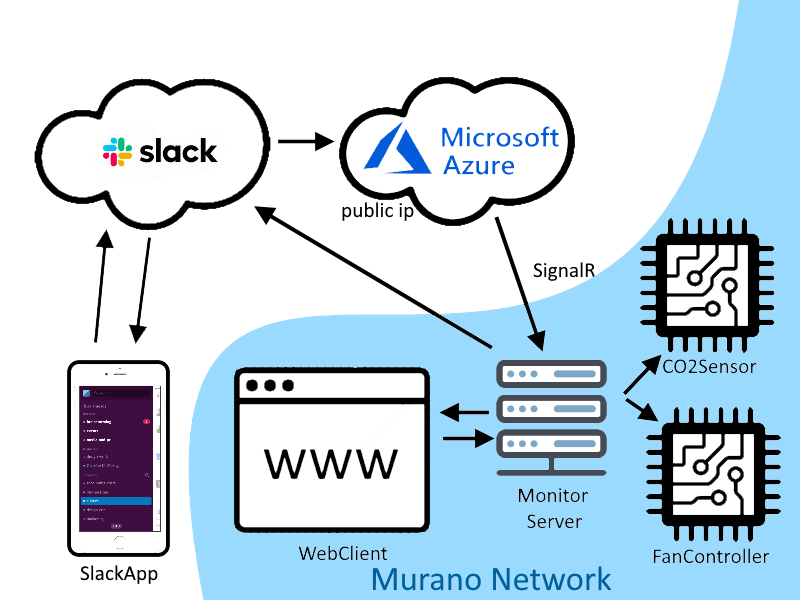 slack
Microsoft
Azure
public ip
SignalR
CO2Sensor
WWW
Monitor
Server
WebClient
FanController
SlackApp
Murano Network